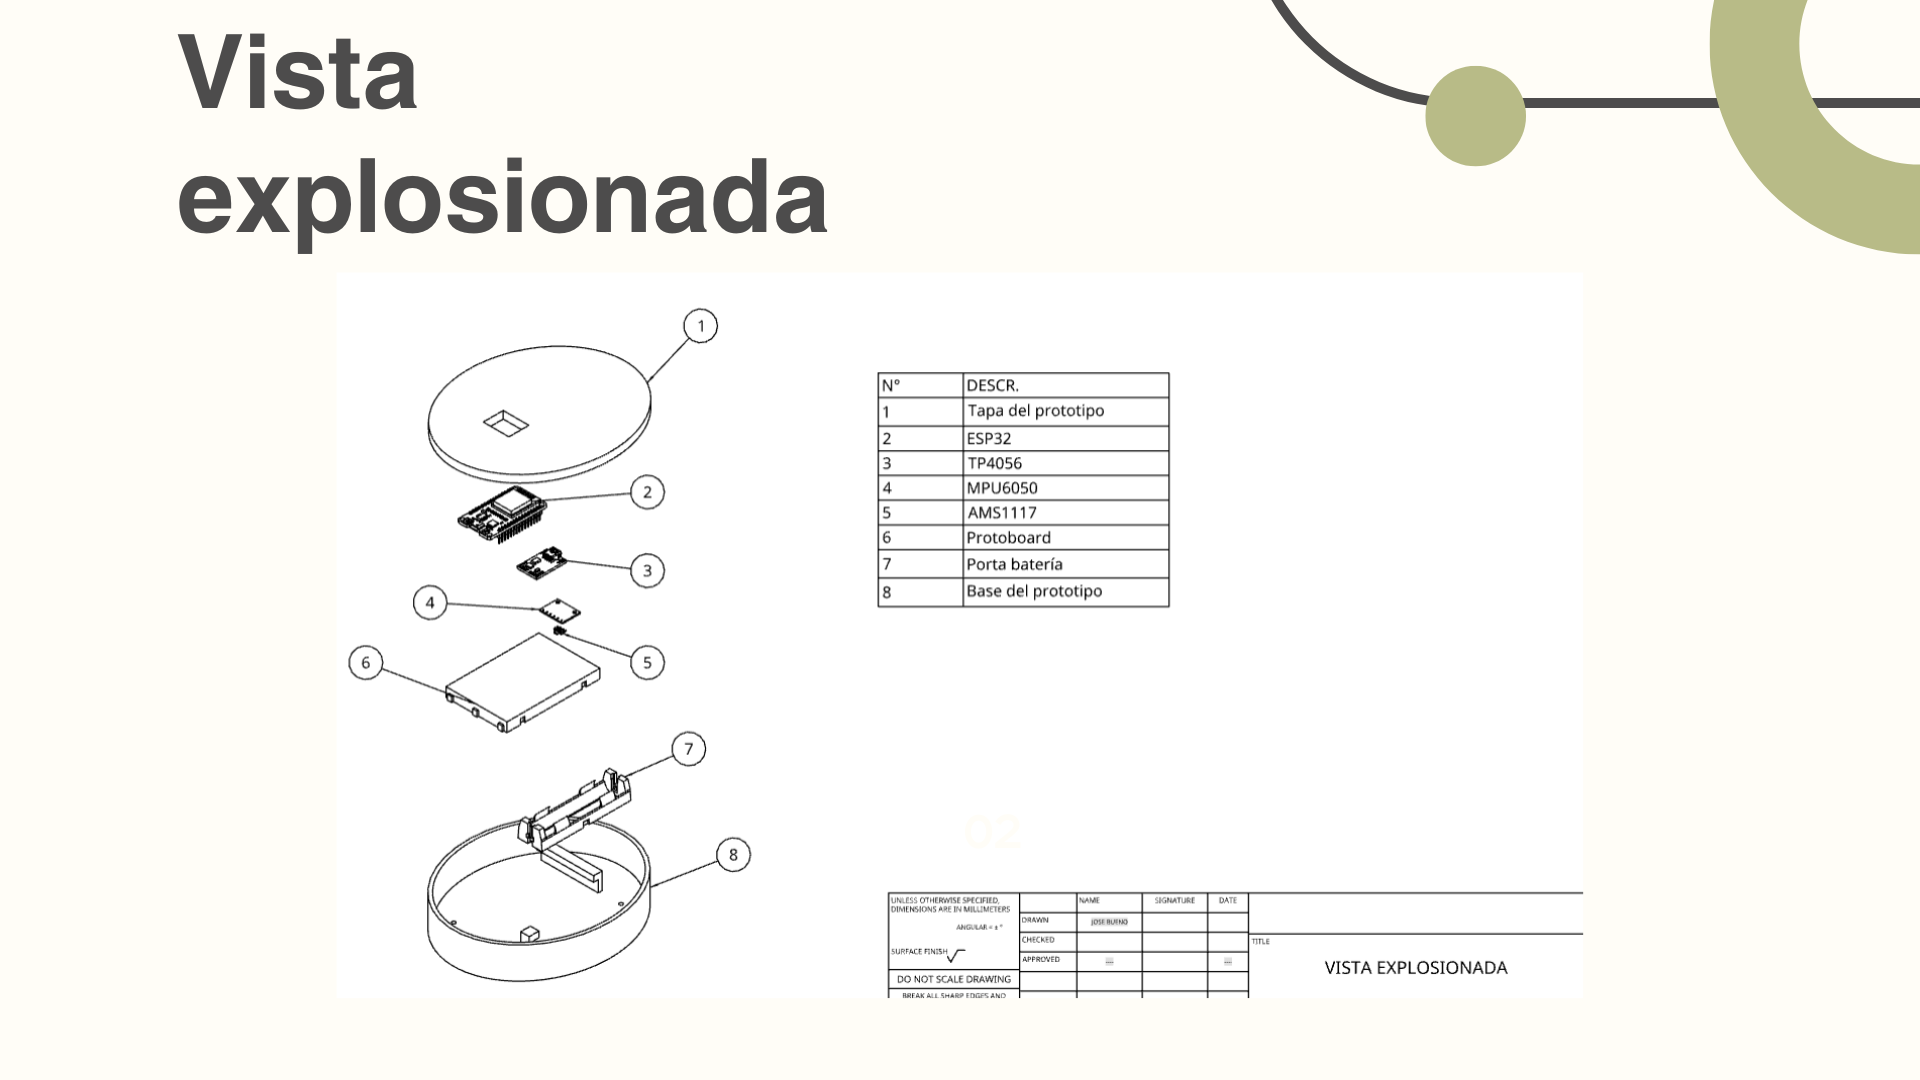 Vista
explosionada
1
2
3
4
5
6
7
8
N° DESCR.
1 Tapa del prototipo
2 ESP32
3 TP4056
4 MPU6050
5 AMS1117
6 Protoboard
7 Porta batería
8 Base del prototipo
02
UNLESS OTHERWISE SPECIFIED,
DIMENSIONS ARE IN MILLIMETERS
ANGULAR = ± °
SURFACE FINISH
DO NOT SCALE DRAWING
BREAK ALL SHARP EDGES AND
NAME SIGNATURE DATE
DRAWN JOSE BUENO
CHECKED
APPROVED
TITLE
VISTA EXPLOSIONADA